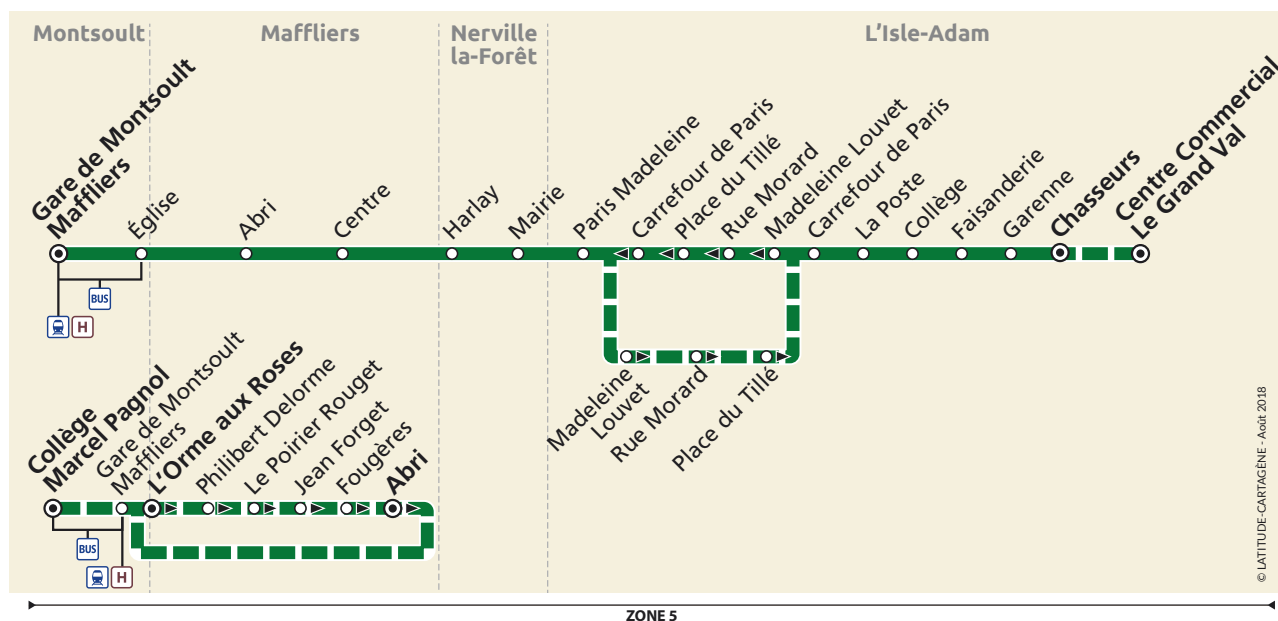 Montsoult
Maffliers
Nerville
la-Forêt
L'Isle-Adam
Gare de Montsoult
Maffliers
Église
Abri
Centre
Harlay
Mairie
Paris Madeleine
Carrefour de Paris
Place du Tillé
Rue Morard
Madeleine Louvet
Carrefour de Paris
La Poste
Collège
Faisanderie
Garenne
Chasseurs
Centre Commercial
Le Grand Val
BUS
H
Madeleine
Louvet
Rue Morard
Place du Tillé
Collège
Marcel Pagnol
Gare de Montsoult
Maffliers
L'Orme aux Roses
Philibert Delorme
Le Poirier Rouget
Jean Forget
Fougères
Abri
BUS
H
© LATITUDE-CARTAGÈNE - Août 2018
ZONE 5